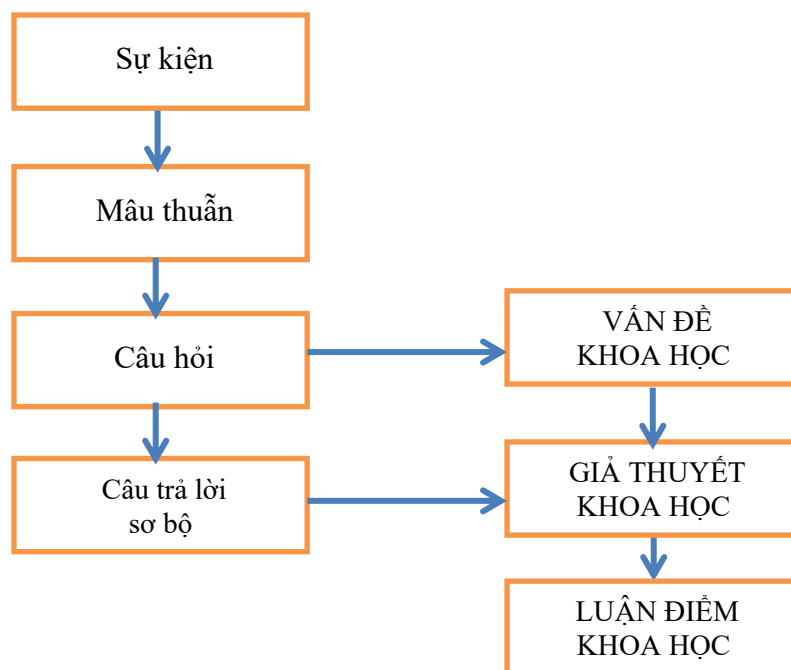 Sự kiện
Mâu thuẫn
Câu hỏi
Câu trả lời
sơ bộ
VẤN ĐỀ
KHOA HỌC
GIẢ THUYẾT
KHOA HỌC
LUẬN ĐIỂM
KHOA HỌC